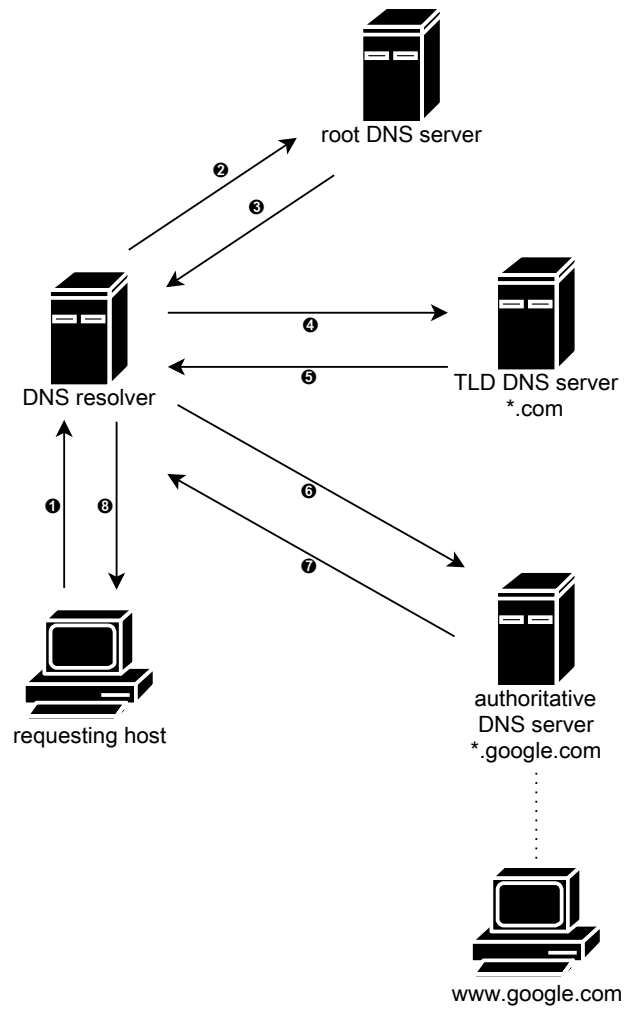 root DNS server
❷
❸
DNS resolver
❹
❺
TLD DNS server
*.com
❶
❽
❻
❼
requesting host
authoritative
DNS server
*.google.com
www.google.com